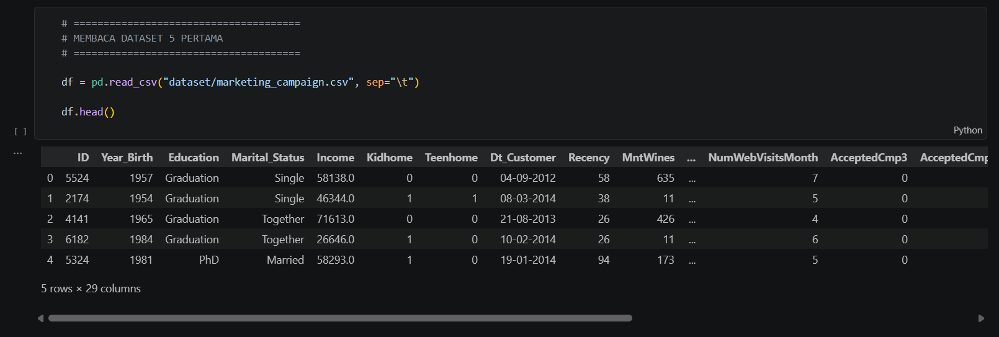 # ======================================
# MEMBACA DATASET 5 PERTAMA
# ======================================
df = pd.read_csv("dataset/marketing_campaign.csv", sep="\t")
df.head()
[ ]
Python
...
ID Year_Birth Education Marital_Status Income Kidhome Teenhome Dt_Customer Recency MntWines ... NumWebVisitsMonth AcceptedCmp3 AcceptedCmp
0 5524 1957 Graduation Single 58138.0 0 0 04-09-2012 58 635 ... 7 0
1 2174 1954 Graduation Single 46344.0 1 1 08-03-2014 38 11 ... 5 0
2 4141 1965 Graduation Together 71613.0 0 0 21-08-2013 26 426 ... 4 0
3 6182 1984 Graduation Together 26646.0 1 0 10-02-2014 26 11 ... 6 0
4 5324 1981 PhD Married 58293.0 1 0 19-01-2014 94 173 ... 5 0
5 rows × 29 columns